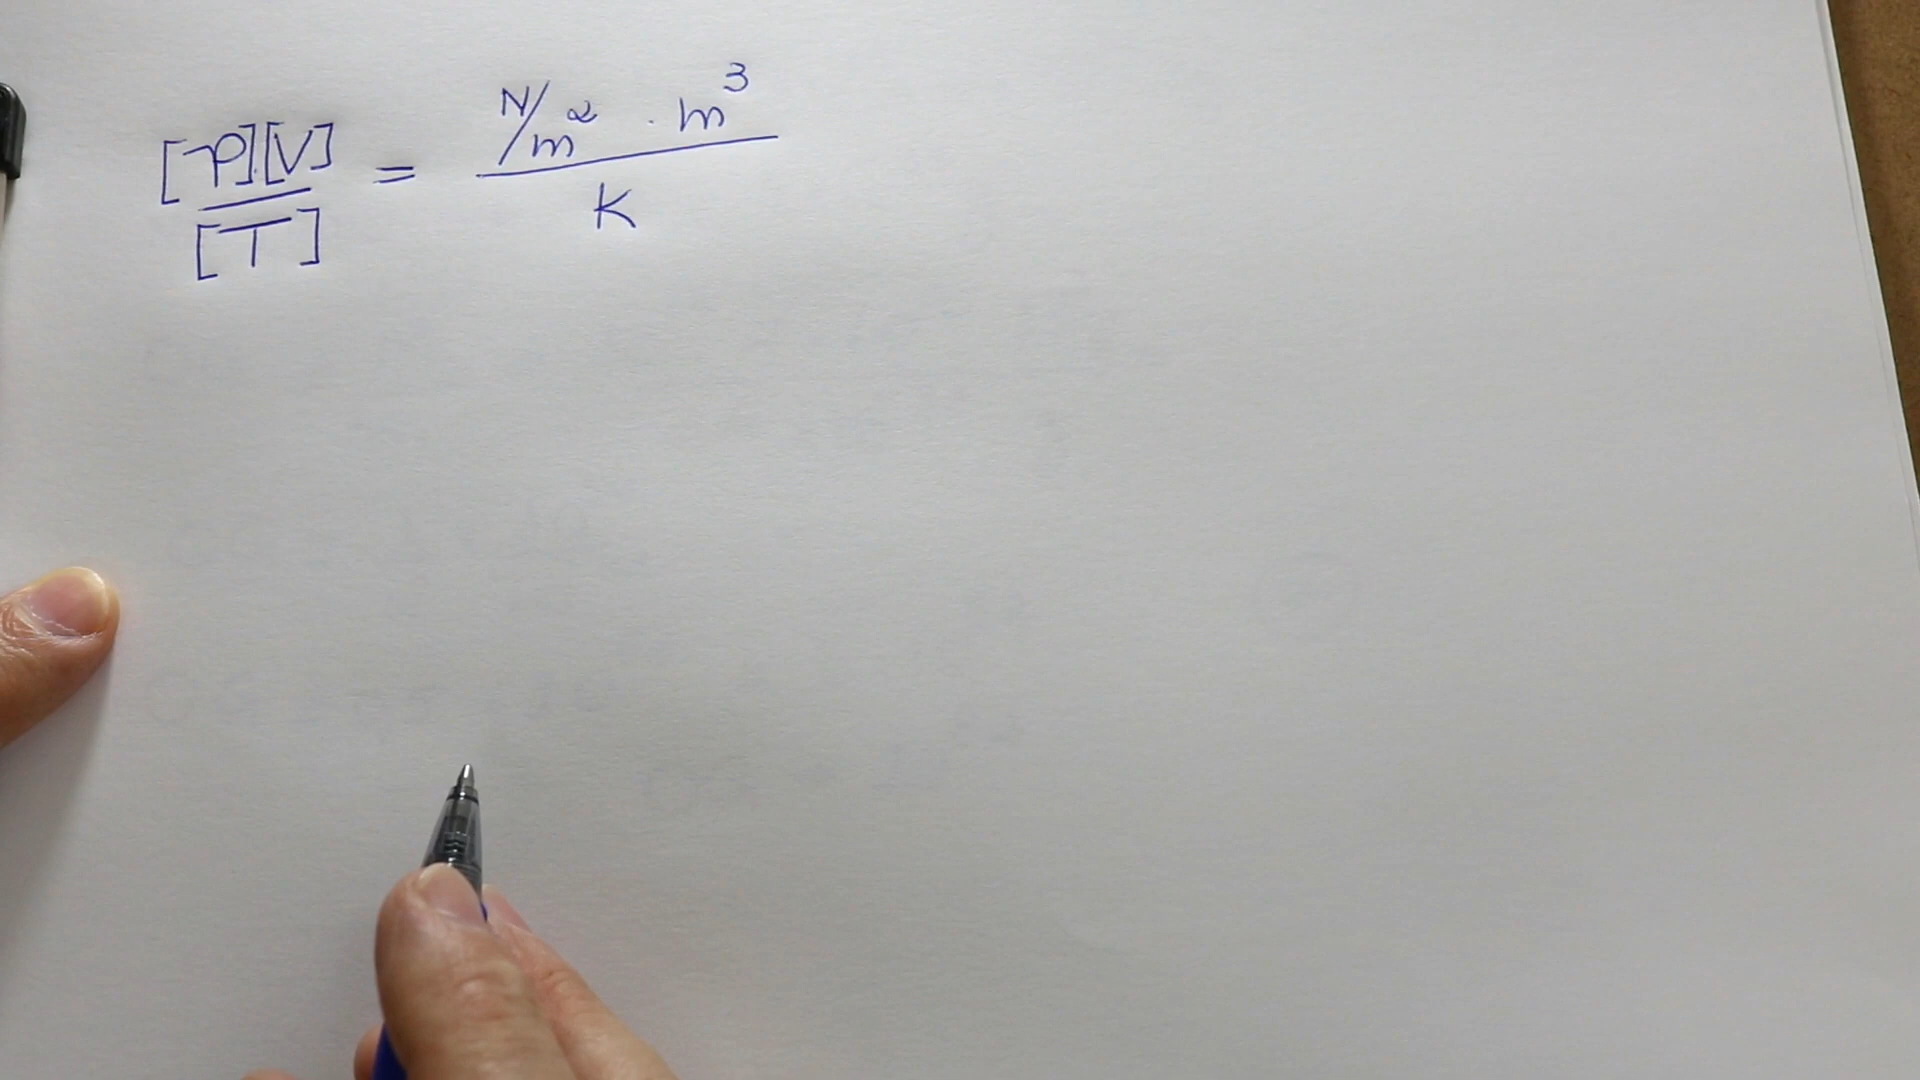 [P][V]/[T] = N/m² · m³/K